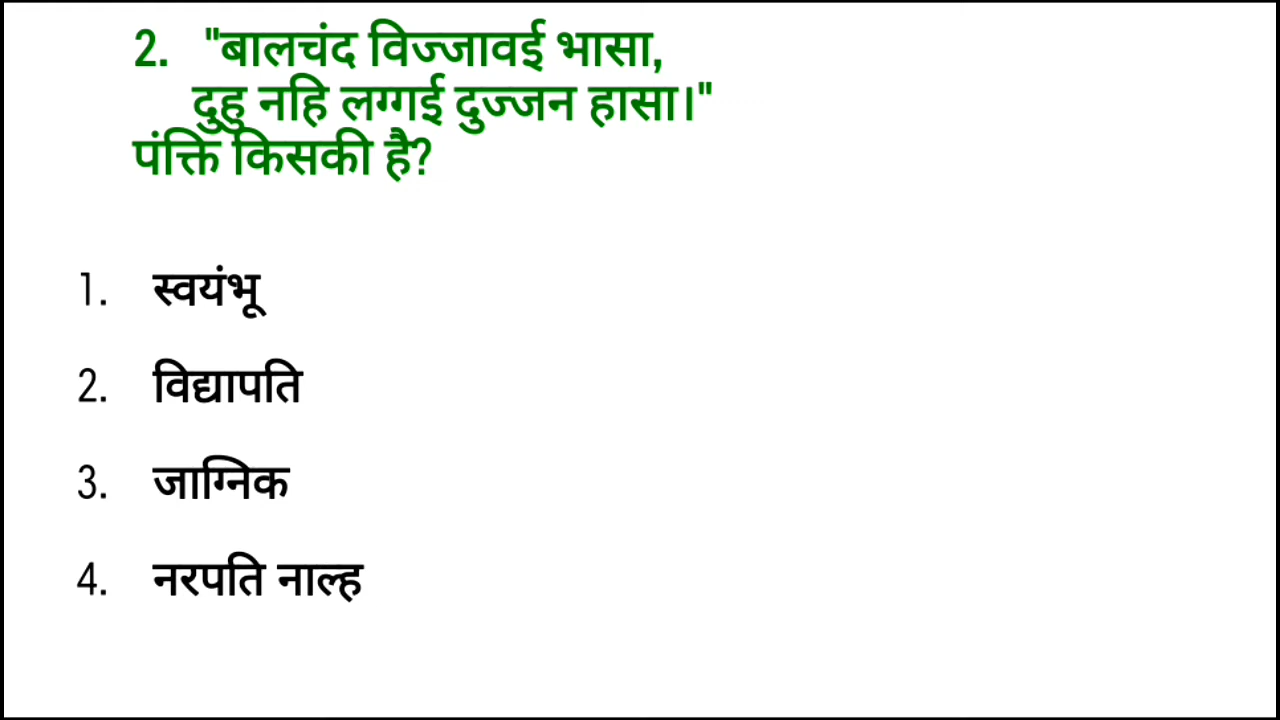 2. "बालचंद विज्जावई भासा,
दुहु नहि लग्गई दुज्जन हासा।"
पंक्ति किसकी है?
1. स्वयंभू
2. विद्यापति
3. जाग्निक
4. नरपति नाल्ह